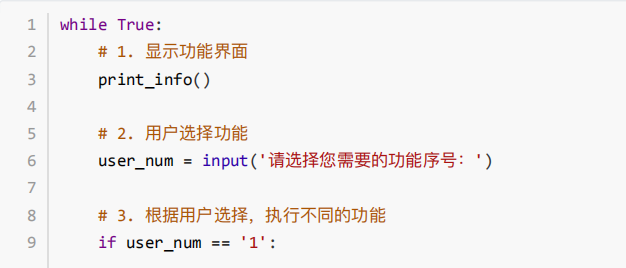 1 while True:
2     # 1. 显示功能界面
3     print_info()
4
5     # 2. 用户选择功能
6     user_num = input('请选择您需要的功能序号：')
7
8     # 3. 根据用户选择，执行不同的功能
9     if user_num == '1':